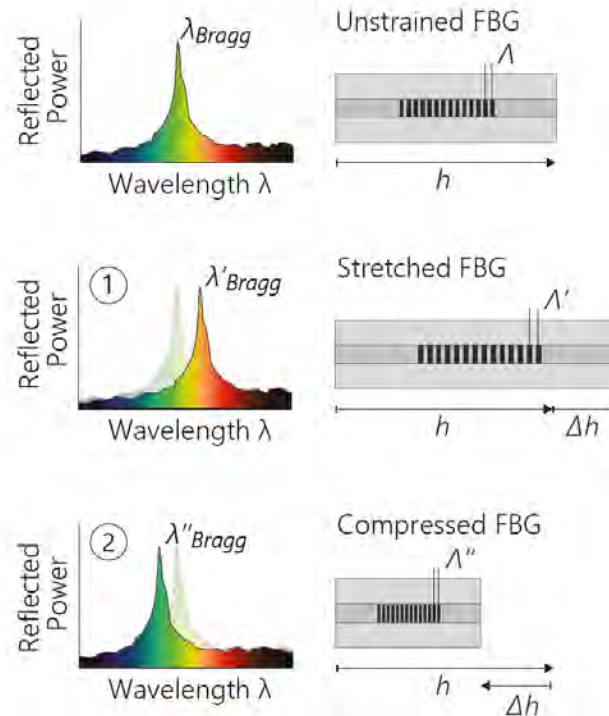 λBragg
Reflected
Power
Wavelength λ
Unstrained FBG
Λ
h
1
λ'Bragg
Reflected
Power
Wavelength λ
Stretched FBG
Λ'
h
Δh
2
λ"Bragg
Reflected
Power
Wavelength λ
Compressed FBG
Λ"
h
Δh